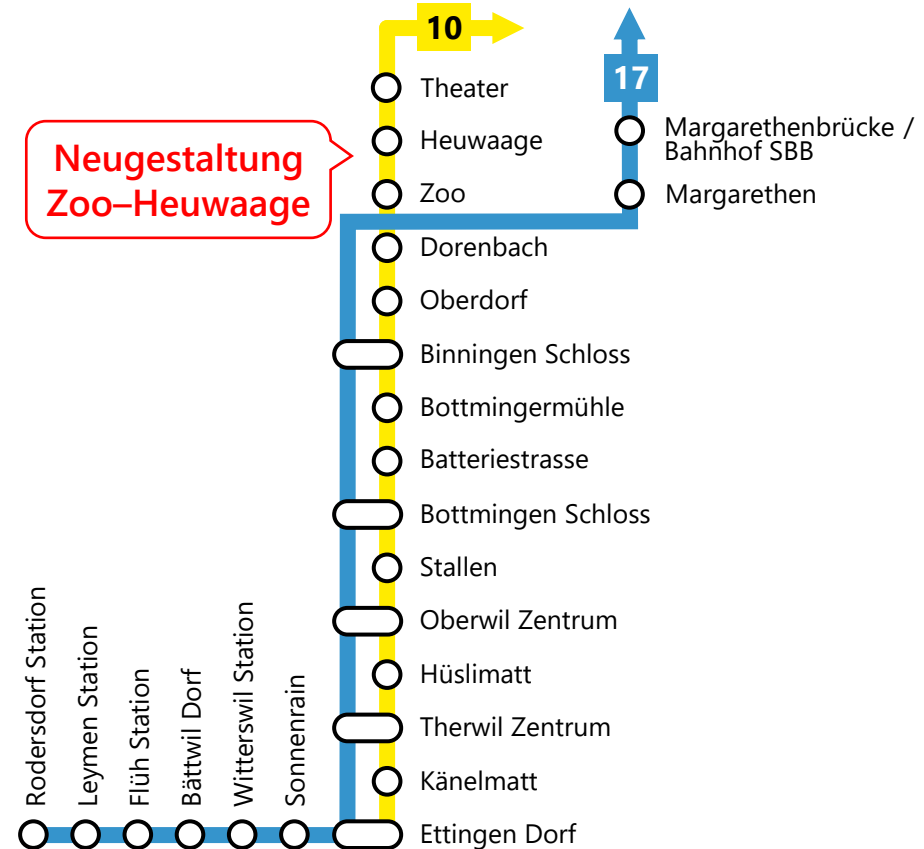 10
17
Theater
Heuwaage
Zoo
Margarethenbrücke /
Bahnhof SBB
Margarethen
Neugestaltung
Zoo–Heuwaage
Dorenbach
Oberdorf
Binningen Schloss
Bottmingermühle
Batteriestrasse
Bottmingen Schloss
Stallen
Oberwil Zentrum
Hüslimatt
Therwil Zentrum
Känelmatt
Ettingen Dorf
Rodersdorf Station
Leymen Station
Flüh Station
Bättwil Dorf
Witterswil Station
Sonnenrain